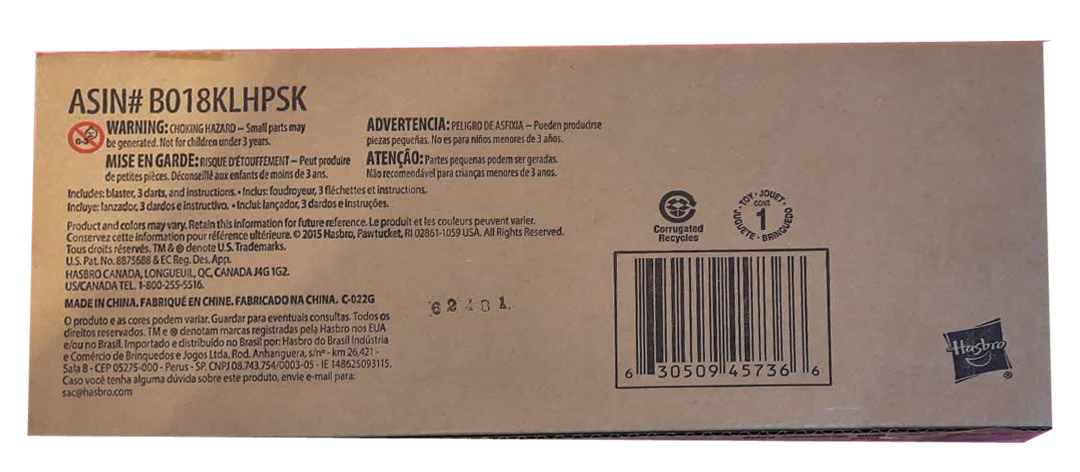 ASIN# B018KLHPSK
0-3
WARNING: CHOKING HAZARD – Small parts may
be generated. Not for children under 3 years.
MISE EN GARDE: RISQUE D'ÉTOUFFEMENT – Peut produire
de petites pièces. Déconseillé aux enfants de moins de 3 ans.
ADVERTENCIA: PELIGRO DE ASFIXIA – Pueden producirse
piezas pequeñas. No es para niños menores de 3 años.
ATENÇÃO: Partes pequenas podem ser geradas.
Não recomendável para crianças menores de 3 anos.
Includes: blaster, 3 darts, and instructions. • Inclus: foudroyeur, 3 fléchettes et instructions.
Incluye: lanzador, 3 dardos e instructivo. • Inclui: lançador, 3 dardos e instruções.
Product and colors may vary. Retain this information for future reference. Le produit et les couleurs peuvent varier.
Conservez cette information pour référence ultérieure. © 2015 Hasbro, Pawtucket, RI 02861-1059 USA. All Rights Reserved.
Tous droits réservés. TM & ® denote U.S. Trademarks.
U.S. Pat. No. 8875688 & EC Reg. Des. App.
HASBRO CANADA, LONGUEUIL, QC, CANADA J4G 1G2.
US/CANADA TEL. 1-800-255-5516.
MADE IN CHINA. FABRIQUÉ EN CHINE. FABRICADO NA CHINA. C-022G
O produto e as cores podem variar. Guardar para eventuais consultas. Todos os
direitos reservados. TM e ® denotam marcas registradas pela Hasbro nos EUA
e/ou no Brasil. Importado e distribuído no Brasil por: Hasbro do Brasil Indústria
e Comércio de Brinquedos e Jogos Ltda. Rod. Anhanguera, s/nº - km 26,421 -
Sala B - CEP 05275-000 - Perus - SP. CNPJ 08.743.754/0003-05 - IE 148625093115.
Caso você tenha alguma dúvida sobre este produto, envie e-mail para:
sac@hasbro.com
Corrugated
Recycles
TOY · JOUET · JUGUETE · BRINQUEDO
CONT.
1
6 30509 45736 6
Hasbro
®